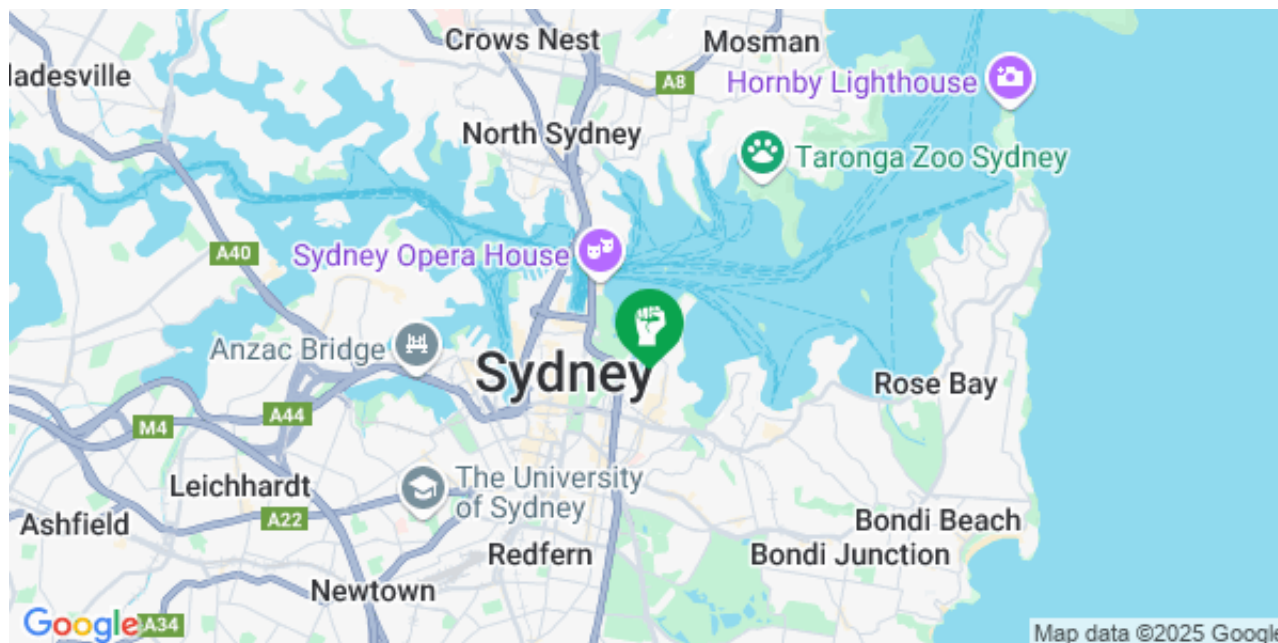 Crows Nest
Mosman
ladesville
A8
Hornby Lighthouse
North Sydney
Taronga Zoo Sydney
A40
Sydney Opera House
Anzac Bridge
Sydney
Rose Bay
A44
M4
Leichhardt
The University
of Sydney
A22
Ashfield
Bondi Beach
Redfern
Bondi Junction
Newtown
Google
A34
Map data ©2025 Google